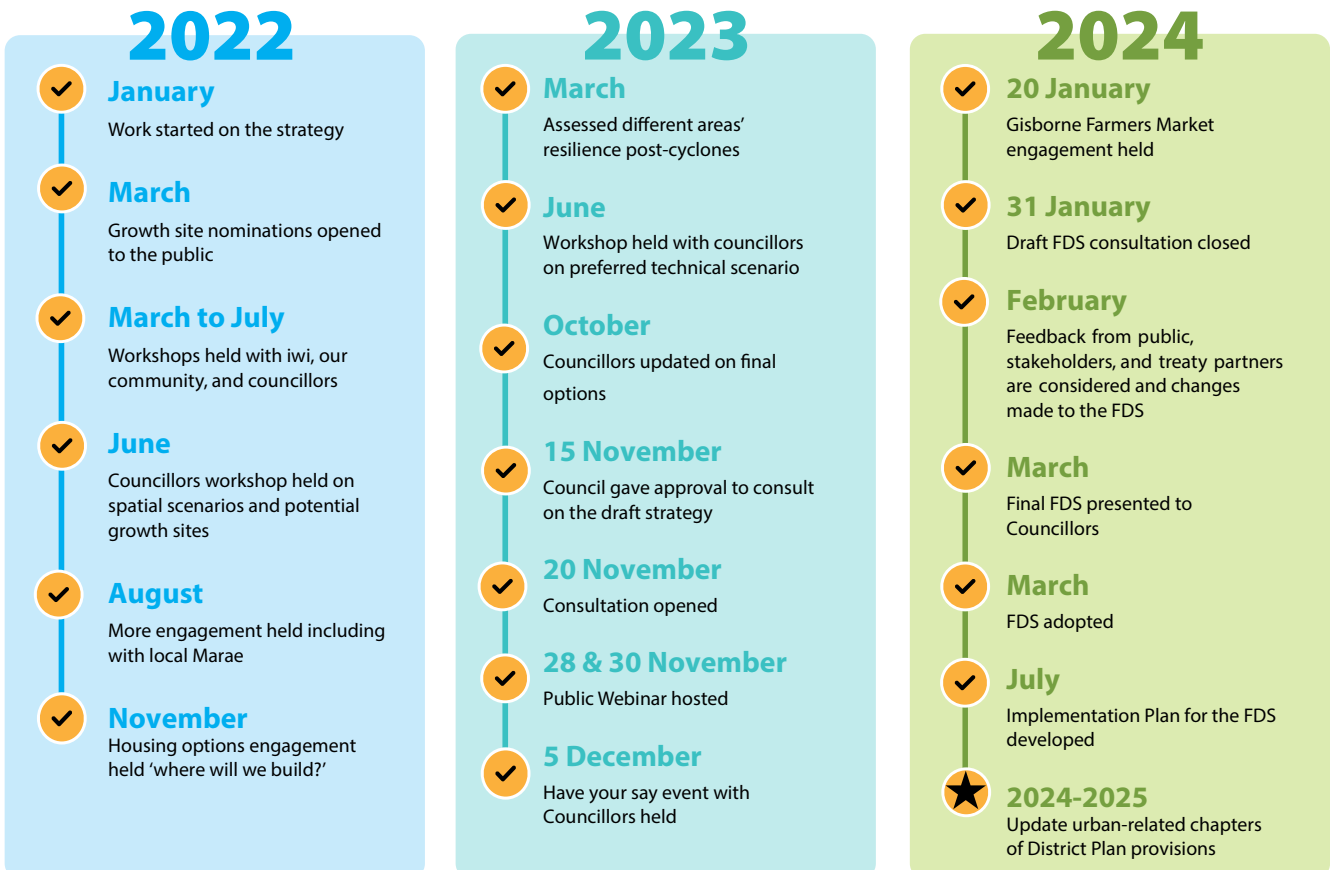 2022
January
Work started on the strategy
March
Growth site nominations opened
to the public
March to July
Workshops held with iwi, our
community, and councillors
June
Councillors workshop held on
spatial scenarios and potential
growth sites
August
More engagement held including
with local Marae
November
Housing options engagement
held ‘where will we build?’
2023
March
Assessed different areas’
resilience post-cyclones
June
Workshop held with councillors
on preferred technical scenario
October
Councillors updated on final
options
15 November
Council gave approval to consult
on the draft strategy
20 November
Consultation opened
28 & 30 November
Public Webinar hosted
5 December
Have your say event with
Councillors held
2024
20 January
Gisborne Farmers Market
engagement held
31 January
Draft FDS consultation closed
February
Feedback from public,
stakeholders, and treaty partners
are considered and changes
made to the FDS
March
Final FDS presented to
Councillors
March
FDS adopted
July
Implementation Plan for the FDS
developed
2024-2025
Update urban-related chapters
of District Plan provisions